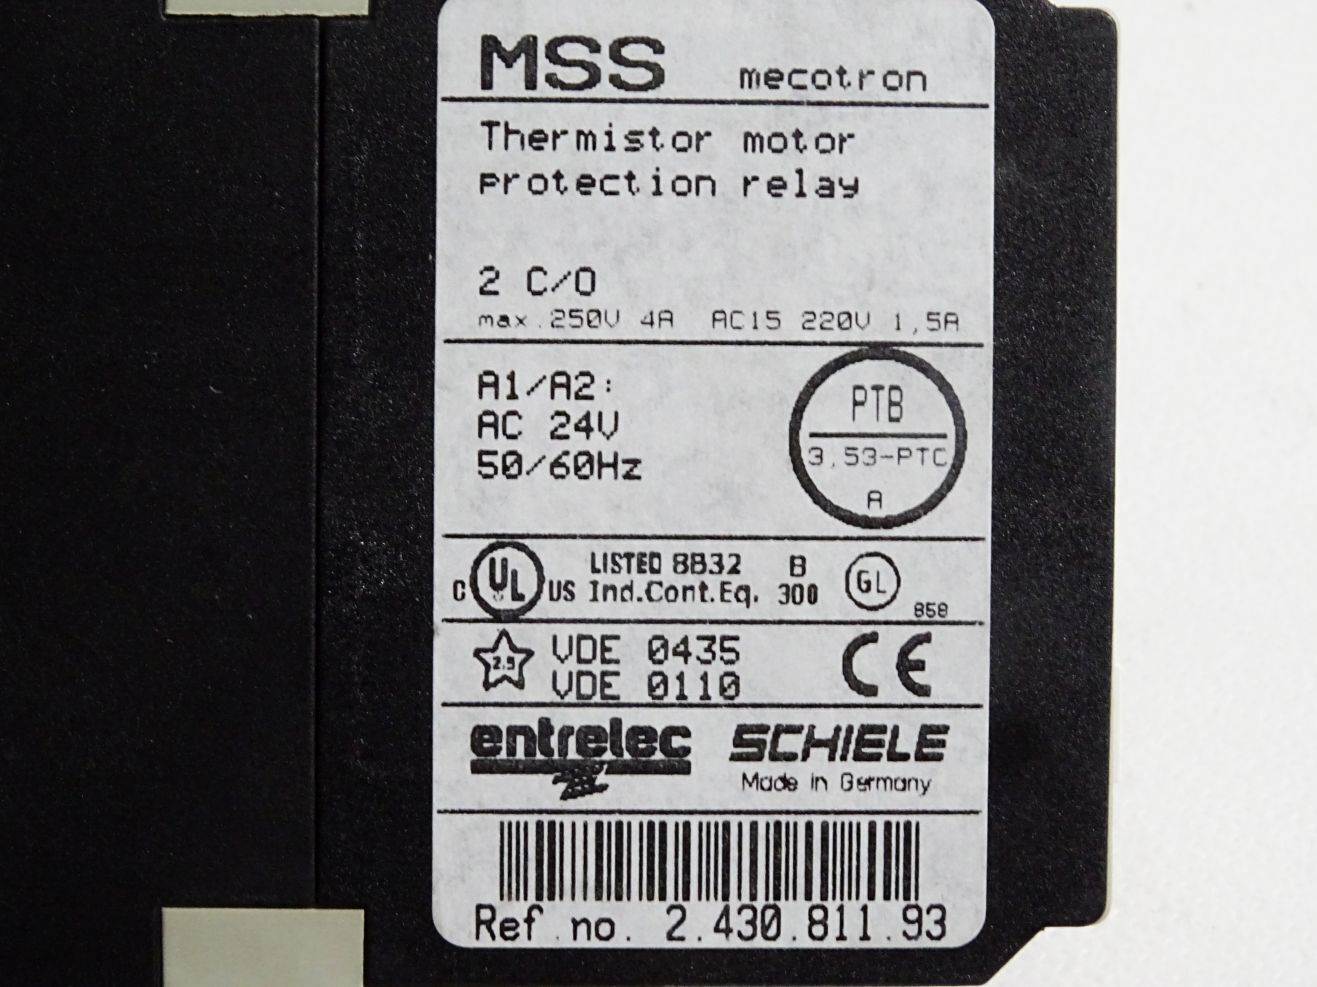 MSS mecotron
Thermistor motor
protection relay
2 C/O
max. 250V 4A AC15 220V 1,5A
A1/A2:
AC 24V
50/60Hz
PTB
3,53-PTC
A
C UL US LISTED 8B32 B
Ind.Cont.Eq. 300
GL
858
2.5
VDE 0435
VDE 0110
CE
entrelec SCHIELE
Made in Germany
Ref. no. 2.430.811.93